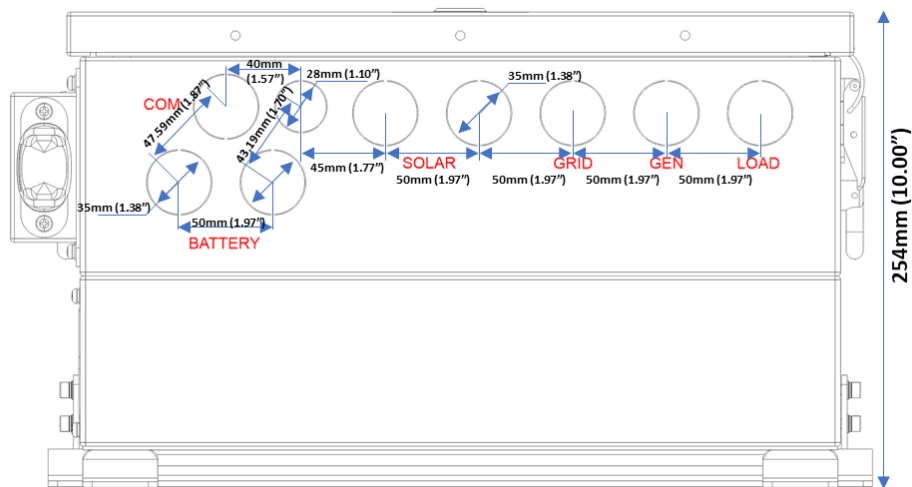 40mm
(1.57”)
28mm (1.10”)
35mm (1.38”)
COM
47.59mm (1.87”)
43.19mm (1.70”)
45mm (1.77”)
SOLAR
GRID
GEN
LOAD
50mm (1.97”)
50mm (1.97”)
50mm (1.97”)
50mm (1.97”)
35mm (1.38”)
50mm (1.97”)
BATTERY
254mm (10.00”)